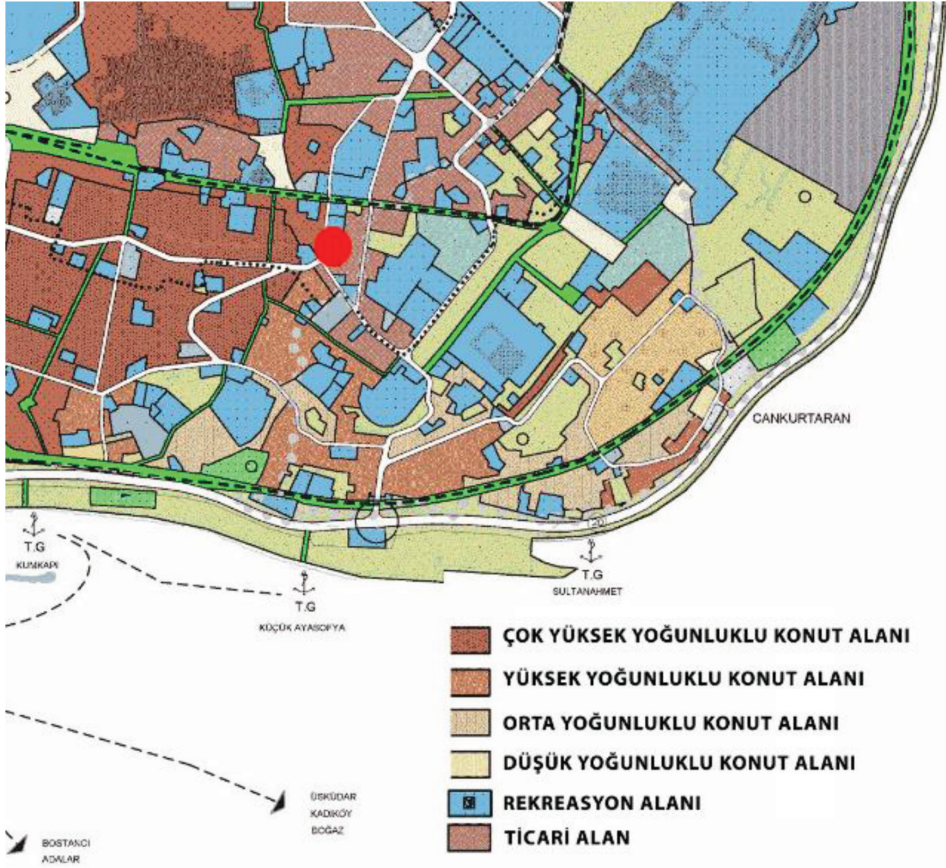 CANKURTARAN
20
T.G
KUMKAPI
T.G
KÜÇÜK AYASOFYA
T.G
SULTANAHMET
ÇOK YÜKSEK YOĞUNLUKLU KONUT ALANI
YÜKSEK YOĞUNLUKLU KONUT ALANI
ORTA YOĞUNLUKLU KONUT ALANI
DÜŞÜK YOĞUNLUKLU KONUT ALANI
REKREASYON ALANI
TİCARİ ALAN
ÜSKÜDAR
KADIKÖY
BOĞAZ
BOSTANCI
ADALAR